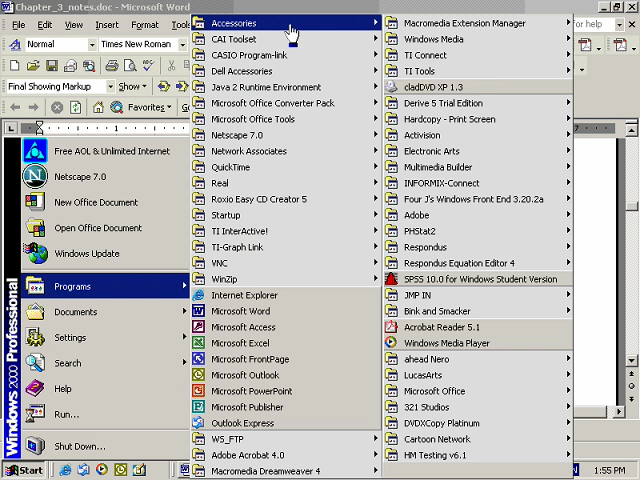 Chapter_3_notes.doc - Microsoft Word
File Edit View Insert Format
for help
Normal Times New Roman
Final Showing Markup Show
Favorites
1
7
Free AOL & Unlimited Internet
Netscape 7.0
New Office Document
Open Office Document
Windows Update
Programs
Documents
Settings
Search
Help
Run...
Shut Down...
Windows 2000 Professional
Accessories
CAI Toolset
CASIO Program-link
Dell Accessories
Java 2 Runtime Environment
Microsoft Office Converter Pack
Microsoft Office Tools
Netscape 7.0
Network Associates
QuickTime
Real
Roxio Easy CD Creator 5
Startup
TI InterActive!
TI-Graph Link
VNC
WinZip
Internet Explorer
Microsoft Word
Microsoft Access
Microsoft Excel
Microsoft FrontPage
Microsoft Outlook
Microsoft PowerPoint
Microsoft Publisher
Outlook Express
WS_FTP
Adobe Acrobat 4.0
Macromedia Dreamweaver 4
Macromedia Extension Manager
Windows Media
TI Connect
TI Tools
cladDVD XP 1.3
Derive 5 Trial Edition
Hardcopy - Print Screen
Activision
Electronic Arts
Multimedia Builder
INFORMIX-Connect
Four J's Windows Front End 3.20.2a
Adobe
PHStat2
Respondus
Respondus Equation Editor 4
SPSS 10.0 for Windows Student Version
JMP IN
Bink and Smacker
Acrobat Reader 5.1
Windows Media Player
ahead Nero
LucasArts
Microsoft Office
321 Studios
DVDXCopy Platinum
Cartoon Network
HM Testing v6.1
Start
1:55 PM